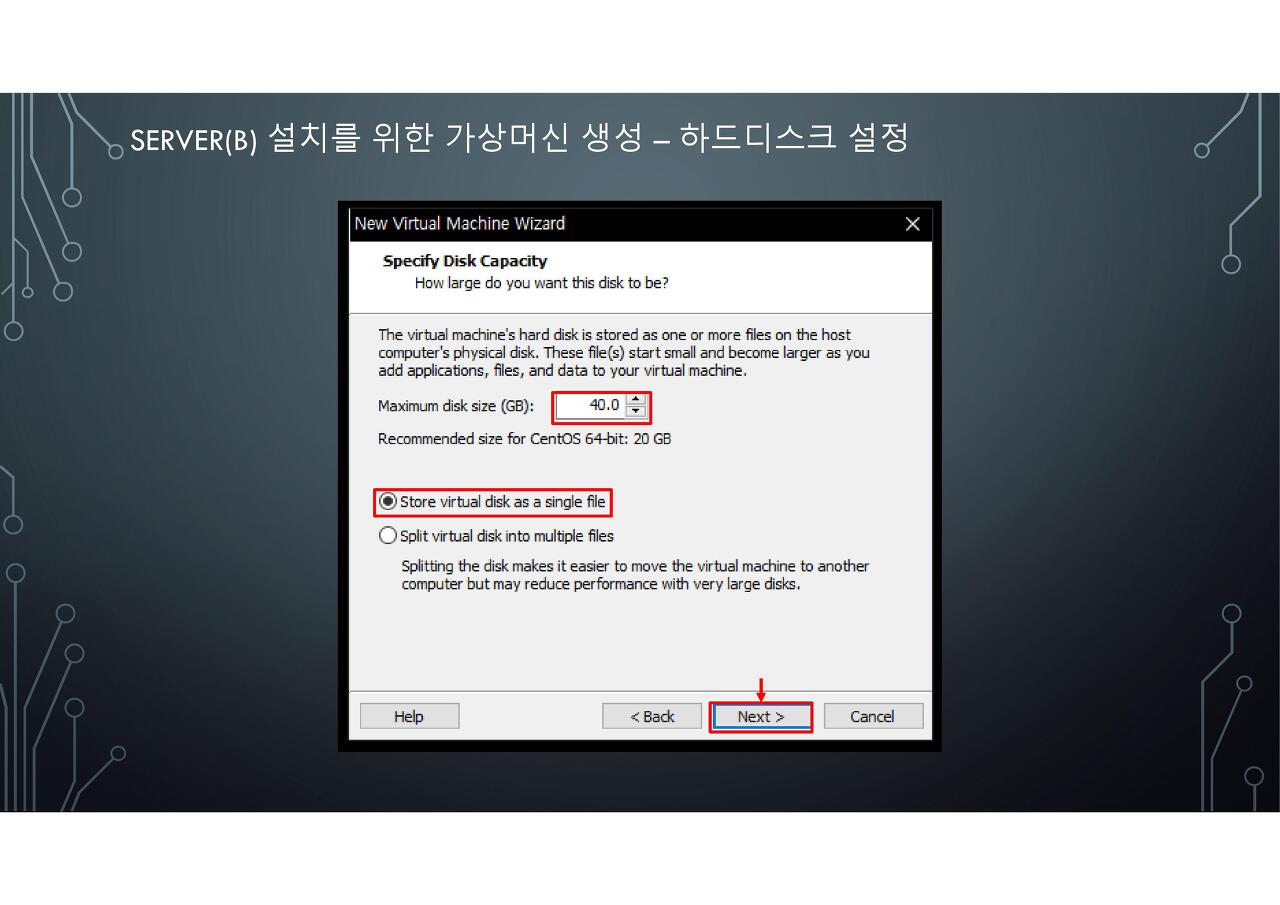 SERVER(B) 설치를 위한 가상머신 생성 – 하드디스크 설정
New Virtual Machine Wizard
Specify Disk Capacity
How large do you want this disk to be?
The virtual machine's hard disk is stored as one or more files on the host
computer's physical disk. These file(s) start small and become larger as you
add applications, files, and data to your virtual machine.
Maximum disk size (GB): 40.0
Recommended size for CentOS 64-bit: 20 GB
Store virtual disk as a single file
Split virtual disk into multiple files
Splitting the disk makes it easier to move the virtual machine to another
computer but may reduce performance with very large disks.
Help < Back Next > Cancel